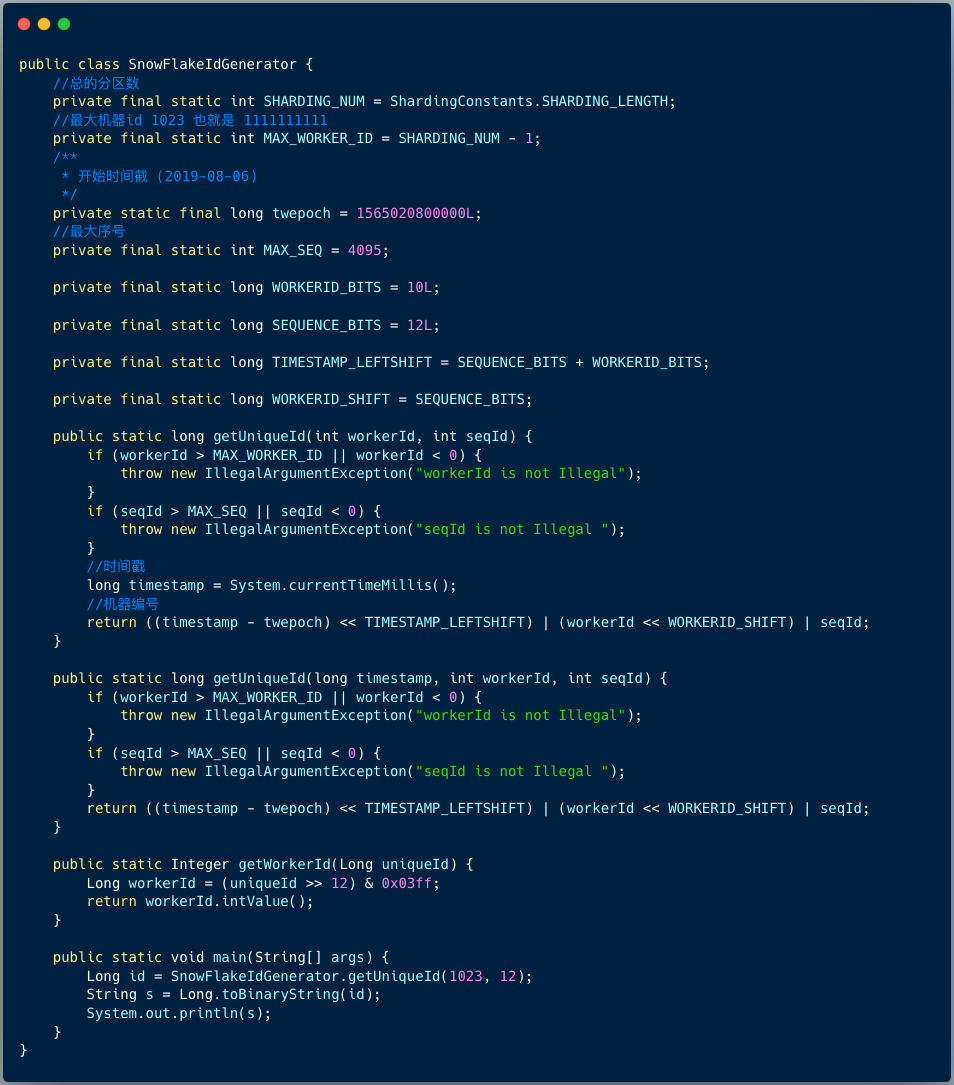 public class SnowFlakeIdGenerator {
    //总的分区数
    private final static int SHARDING_NUM = ShardingConstants.SHARDING_LENGTH;
    //最大机器id 1023 也就是 1111111111
    private final static int MAX_WORKER_ID = SHARDING_NUM - 1;
    /**
     * 开始时间截 (2019-08-06)
     */
    private static final long twepoch = 1565020800000L;
    //最大序号
    private final static int MAX_SEQ = 4095;

    private final static long WORKERID_BITS = 10L;

    private final static long SEQUENCE_BITS = 12L;

    private final static long TIMESTAMP_LEFTSHIFT = SEQUENCE_BITS + WORKERID_BITS;

    private final static long WORKERID_SHIFT = SEQUENCE_BITS;

    public static long getUniqueId(int workerId, int seqId) {
        if (workerId > MAX_WORKER_ID || workerId < 0) {
            throw new IllegalArgumentException("workerId is not Illegal");
        }
        if (seqId > MAX_SEQ || seqId < 0) {
            throw new IllegalArgumentException("seqId is not Illegal ");
        }
        //时间戳
        long timestamp = System.currentTimeMillis();
        //机器编号
        return ((timestamp - twepoch) << TIMESTAMP_LEFTSHIFT) | (workerId << WORKERID_SHIFT) | seqId;
    }

    public static long getUniqueId(long timestamp, int workerId, int seqId) {
        if (workerId > MAX_WORKER_ID || workerId < 0) {
            throw new IllegalArgumentException("workerId is not Illegal");
        }
        if (seqId > MAX_SEQ || seqId < 0) {
            throw new IllegalArgumentException("seqId is not Illegal ");
        }
        return ((timestamp - twepoch) << TIMESTAMP_LEFTSHIFT) | (workerId << WORKERID_SHIFT) | seqId;
    }

    public static Integer getWorkerId(Long uniqueId) {
        Long workerId = (uniqueId >> 12) & 0x03ff;
        return workerId.intValue();
    }

    public static void main(String[] args) {
        Long id = SnowFlakeIdGenerator.getUniqueId(1023, 12);
        String s = Long.toBinaryString(id);
        System.out.println(s);
    }
}